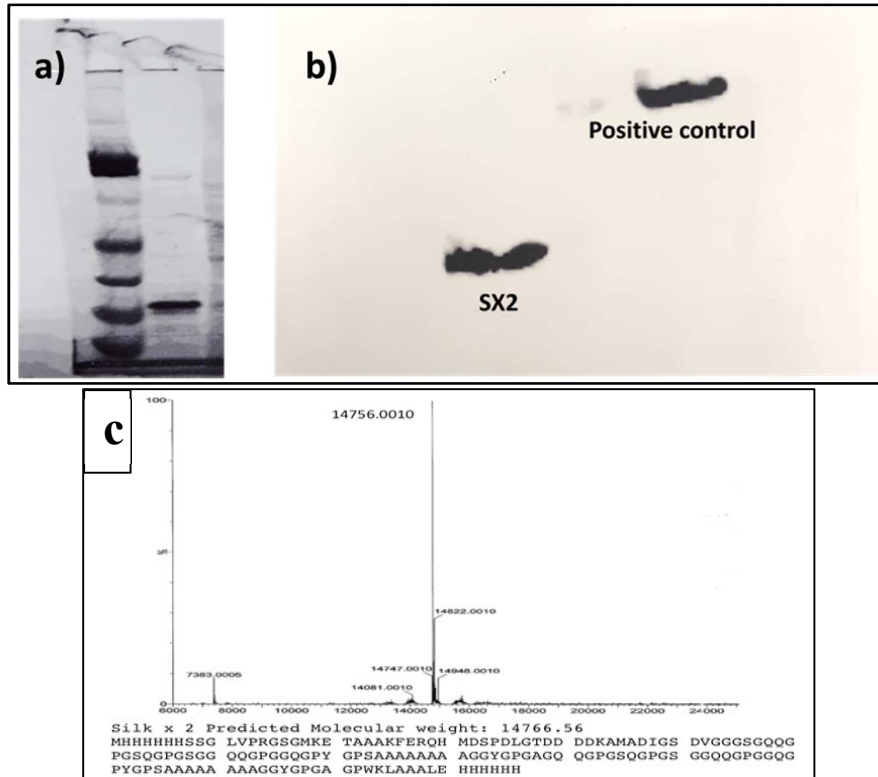 a)
b)
Positive control
SX2
c
100
14756.0010
14822.0010
14747.0010
14948.0010
7383.0005
14081.0010
0
6000 8000 10000 12000 14000 16000 18000 20000 22000 24000
Silk x 2 Predicted Molecular weight: 14766.56
MHHHHHHSSG LVPRGSGMKE TAAAKFERQH MDSPDLGTDD DDKAMADIGS DVGGGSGQQG
PGSQGPGSGG QQGPGGQGPY GPSAAAAAAA AGGYGPGAGQ QGPGSQGPGS GGQQGPGGQG
PYGPSAAAAA AAAGGYGPGA GPWKLAAALE HHHHHH